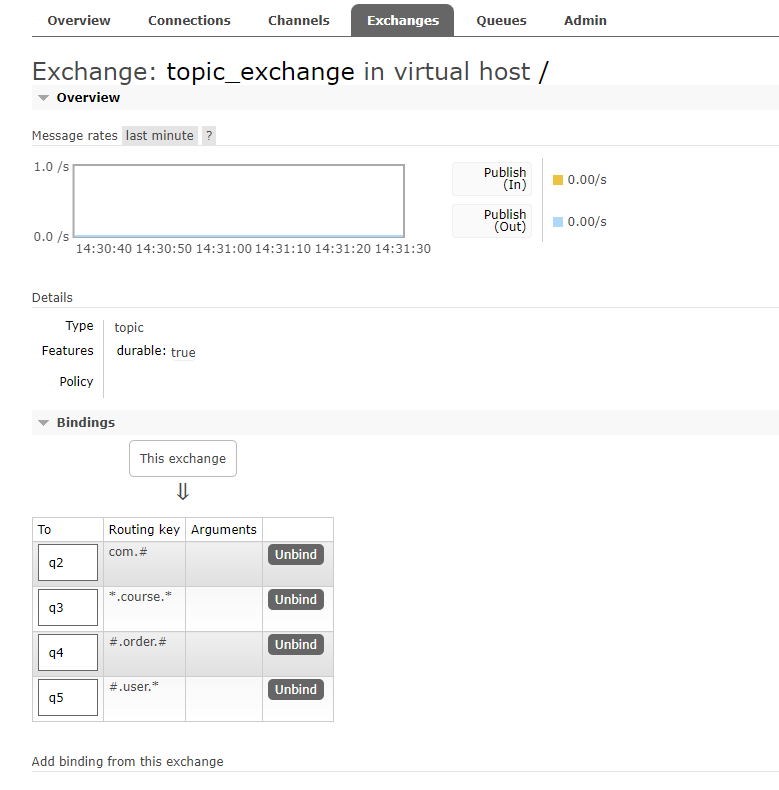 Overview Connections Channels Exchanges Queues Admin
Exchange: topic_exchange in virtual host /
Overview
Message rates last minute ?
1.0 /s
0.0 /s
14:30:40 14:30:50 14:31:00 14:31:10 14:31:20 14:31:30
Publish
(In)
0.00/s
Publish
(Out)
0.00/s
Details
Type topic
Features durable: true
Policy
Bindings
This exchange
⇓
To Routing key Arguments
q2 com.# Unbind
q3 *.course.* Unbind
q4 #.order.# Unbind
q5 #.user.* Unbind
Add binding from this exchange